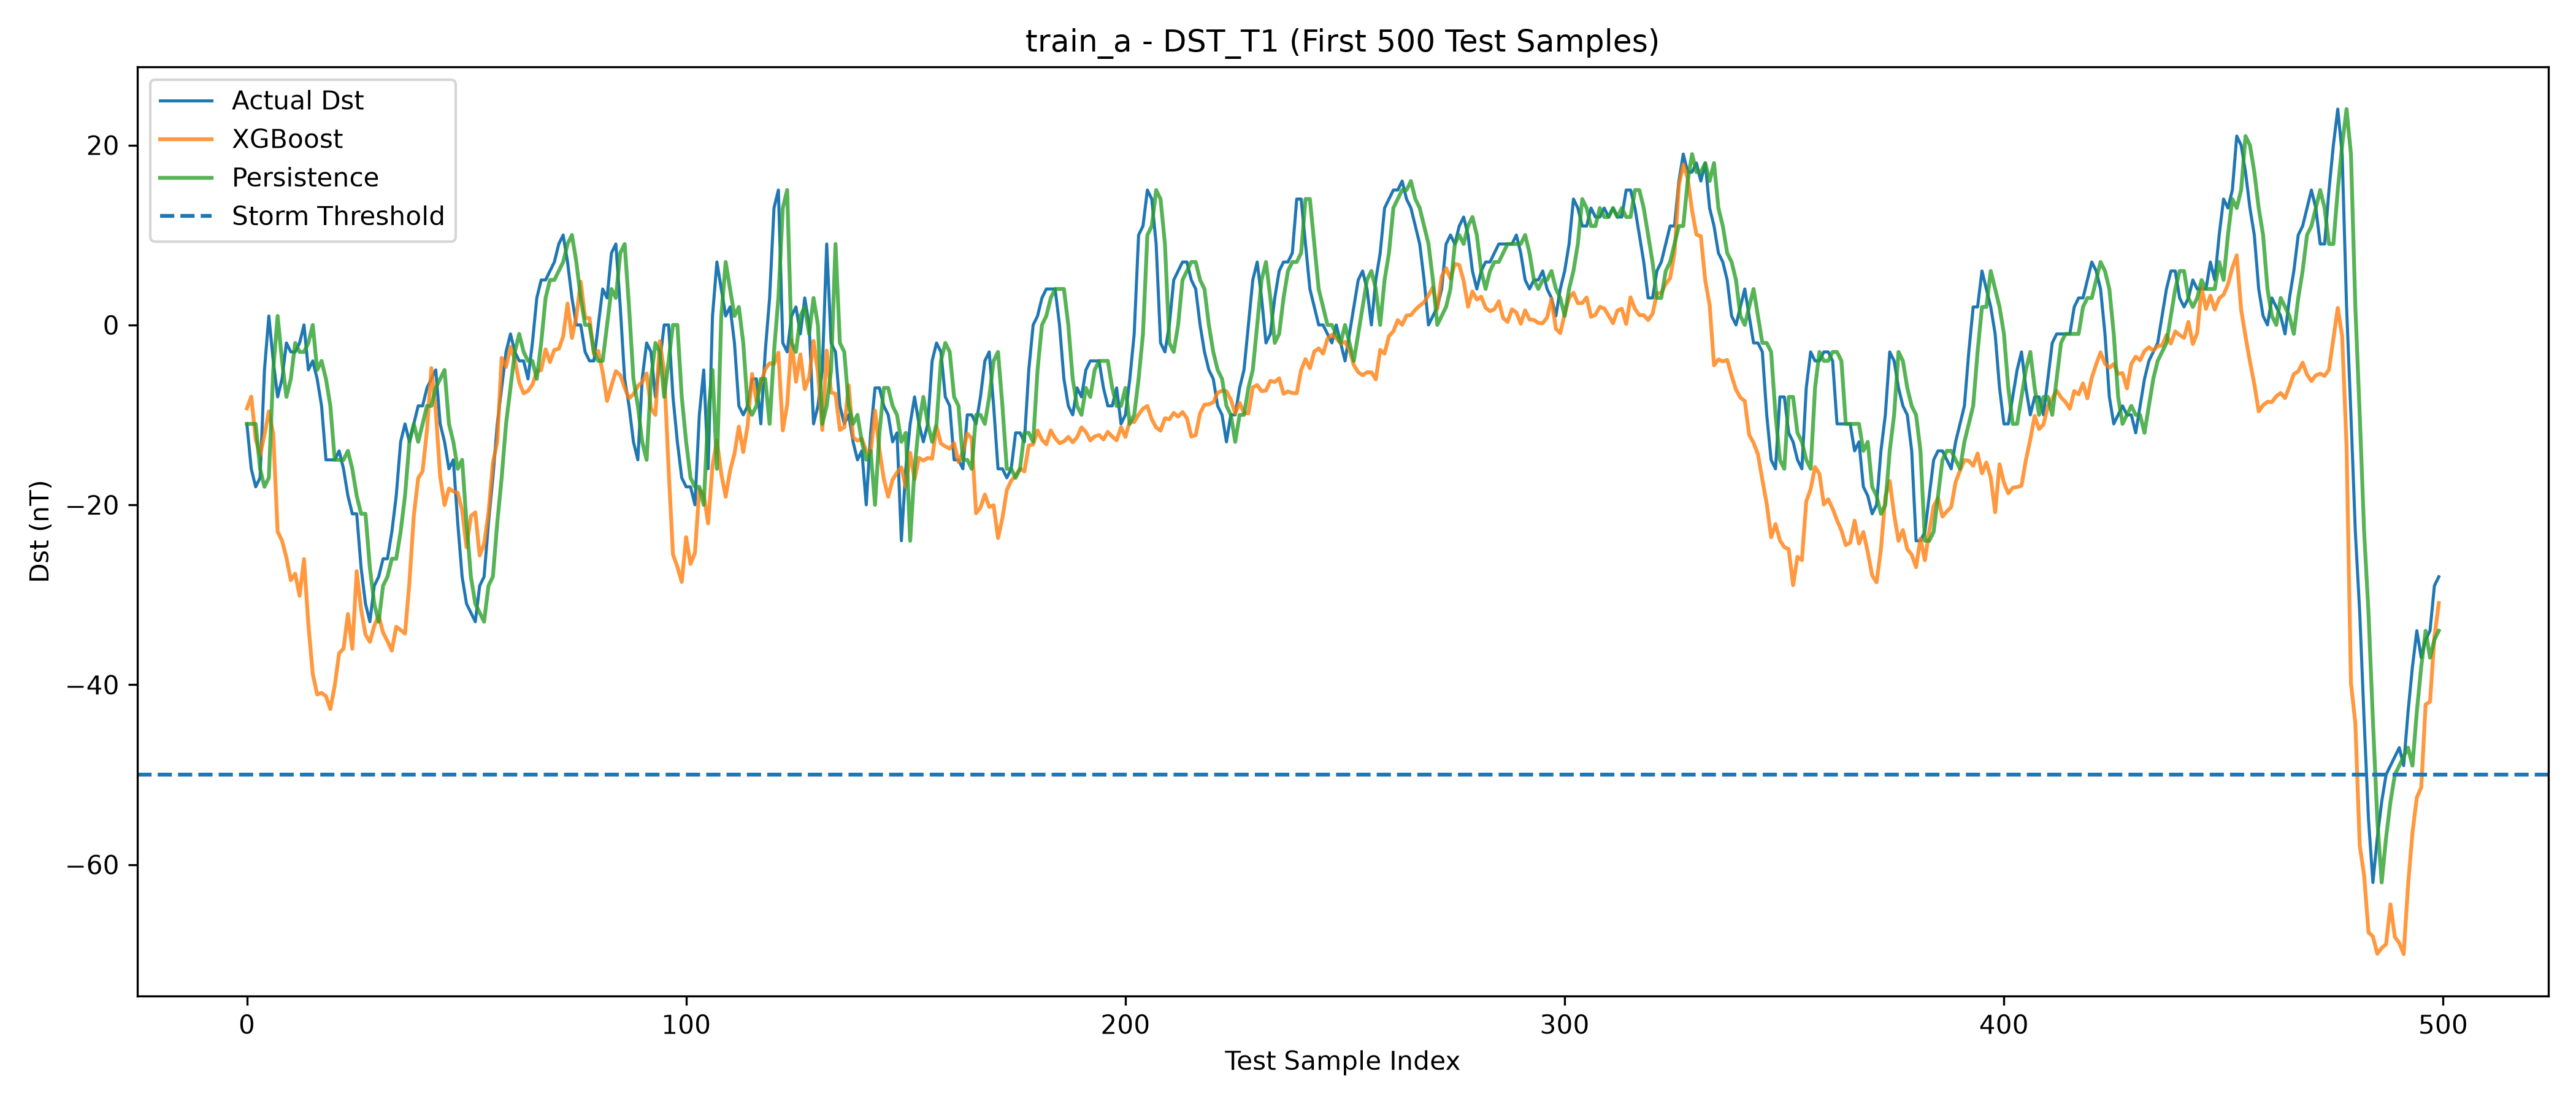 train_a - DST_T1 (First 500 Test Samples)
Actual Dst
XGBoost
Persistence
Storm Threshold
Dst (nT)
20
0
−20
−40
−60
0
100
200
300
400
500
Test Sample Index